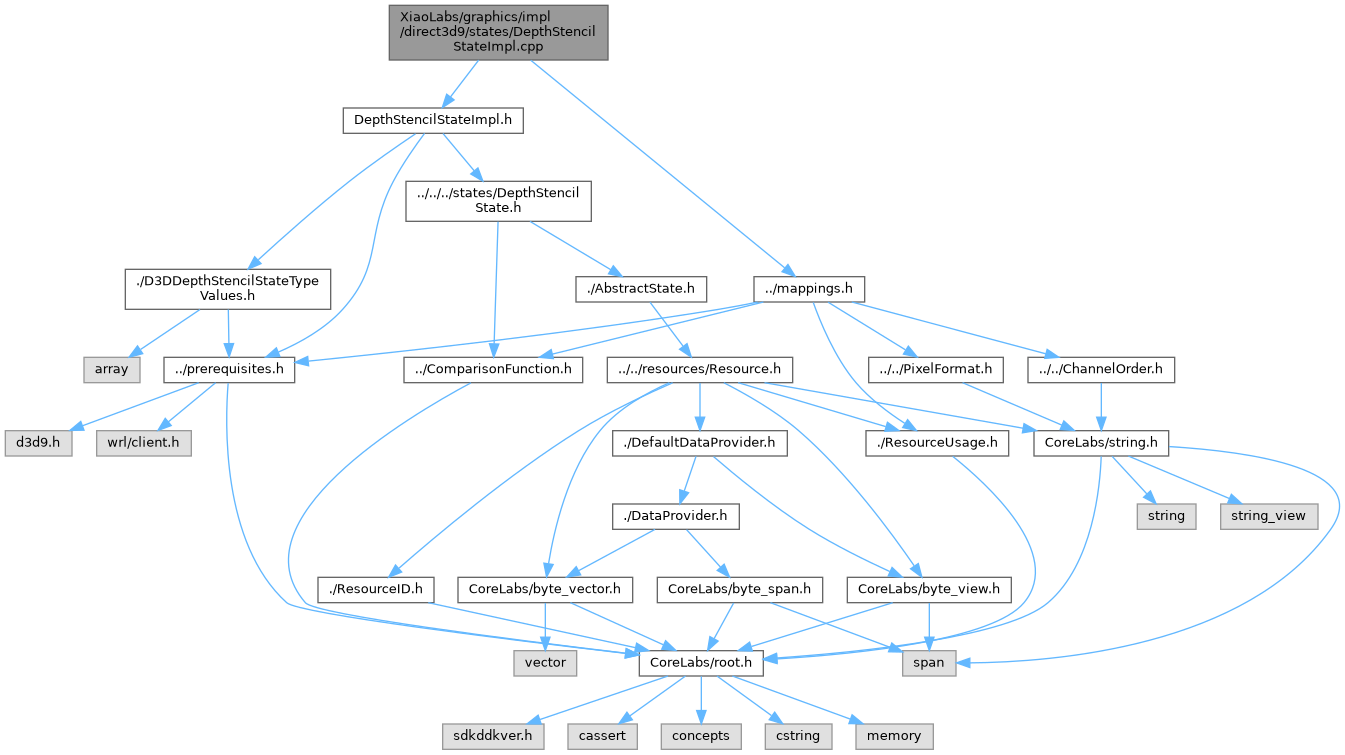 XiaoLabs/graphics/impl
/direct3d9/states/DepthStencil
StateImpl.cpp
DepthStencilStateImpl.h
../../../states/DepthStencil
State.h
./D3DDepthStencilStateType
Values.h
./AbstractState.h
../mappings.h
array
../prerequisites.h
../ComparisonFunction.h
../../resources/Resource.h
../../PixelFormat.h
../../ChannelOrder.h
d3d9.h
wrl/client.h
./DefaultDataProvider.h
./ResourceUsage.h
CoreLabs/string.h
./DataProvider.h
string
string_view
./ResourceID.h
CoreLabs/byte_vector.h
CoreLabs/byte_span.h
CoreLabs/byte_view.h
vector
CoreLabs/root.h
span
sdkddkver.h
cassert
concepts
cstring
memory